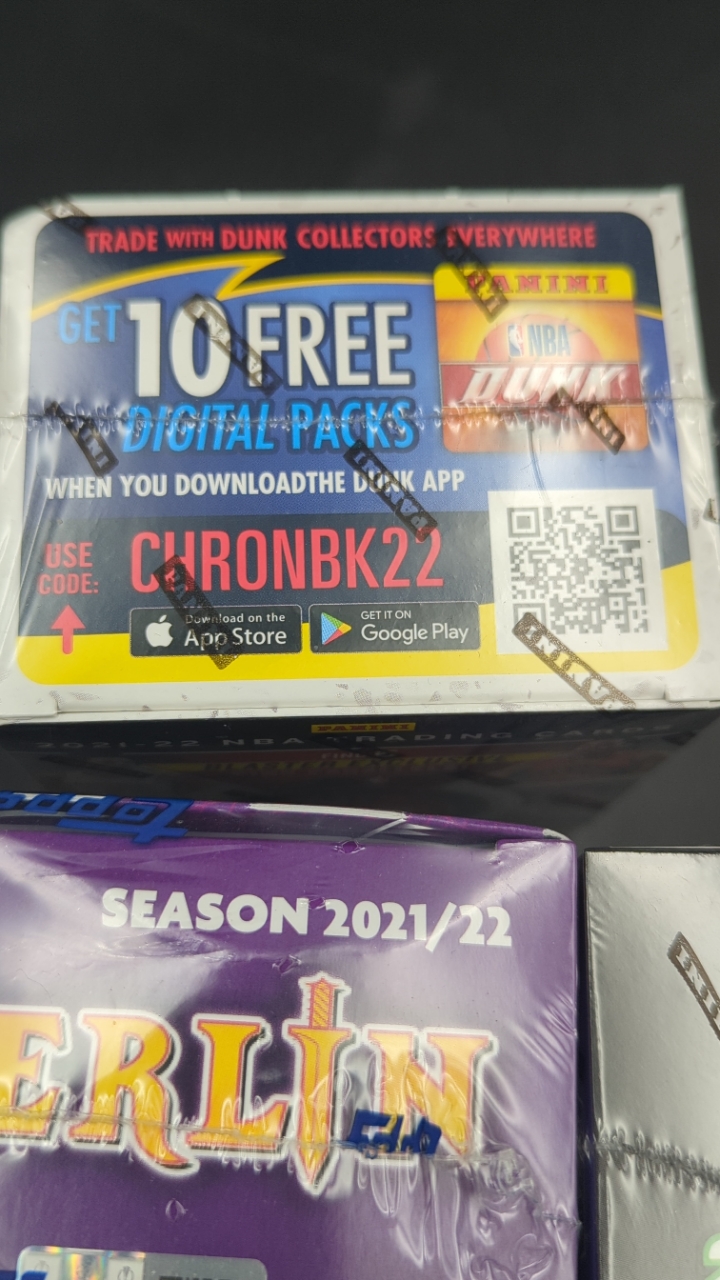 TRADE WITH DUNK COLLECTORS EVERYWHERE
GET 10 FREE
DIGITAL PACKS
PANINI
NBA
DUNK
WHEN YOU DOWNLOADTHE DUNK APP
USE
CODE:
CHRONBK22
Download on the
App Store
GET IT ON
Google Play
PANINI
2021-22 NBA TRADING CARDS
BLASTER EXCLUSIVE
topps
SEASON 2021/22
ERLIN